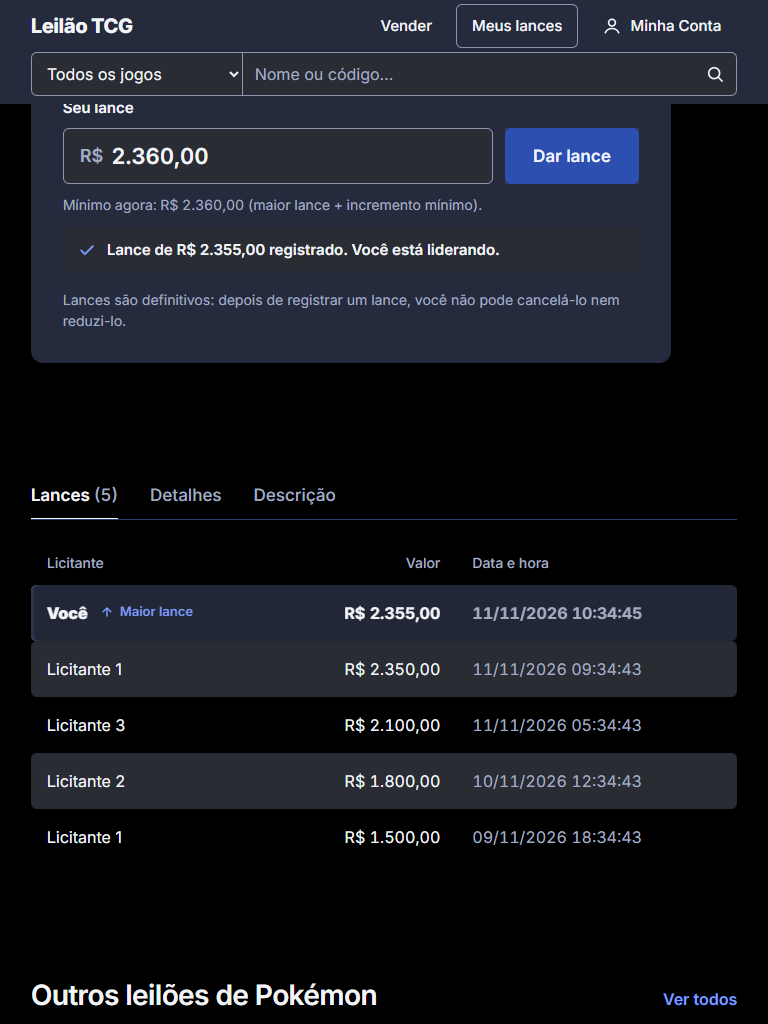 Leilão TCG
Vender
Meus lances
Minha Conta
Todos os jogos
Nome ou código...
Seu lance
R$ 2.360,00
Dar lance
Mínimo agora: R$ 2.360,00 (maior lance + incremento mínimo).
Lance de R$ 2.355,00 registrado. Você está liderando.
Lances são definitivos: depois de registrar um lance, você não pode cancelá-lo nem
reduzi-lo.
Lances (5)
Detalhes
Descrição
Licitante Valor Data e hora
Você ↑ Maior lance R$ 2.355,00 11/11/2026 10:34:45
Licitante 1 R$ 2.350,00 11/11/2026 09:34:43
Licitante 3 R$ 2.100,00 11/11/2026 05:34:43
Licitante 2 R$ 1.800,00 10/11/2026 12:34:43
Licitante 1 R$ 1.500,00 09/11/2026 18:34:43
Outros leilões de Pokémon
Ver todos